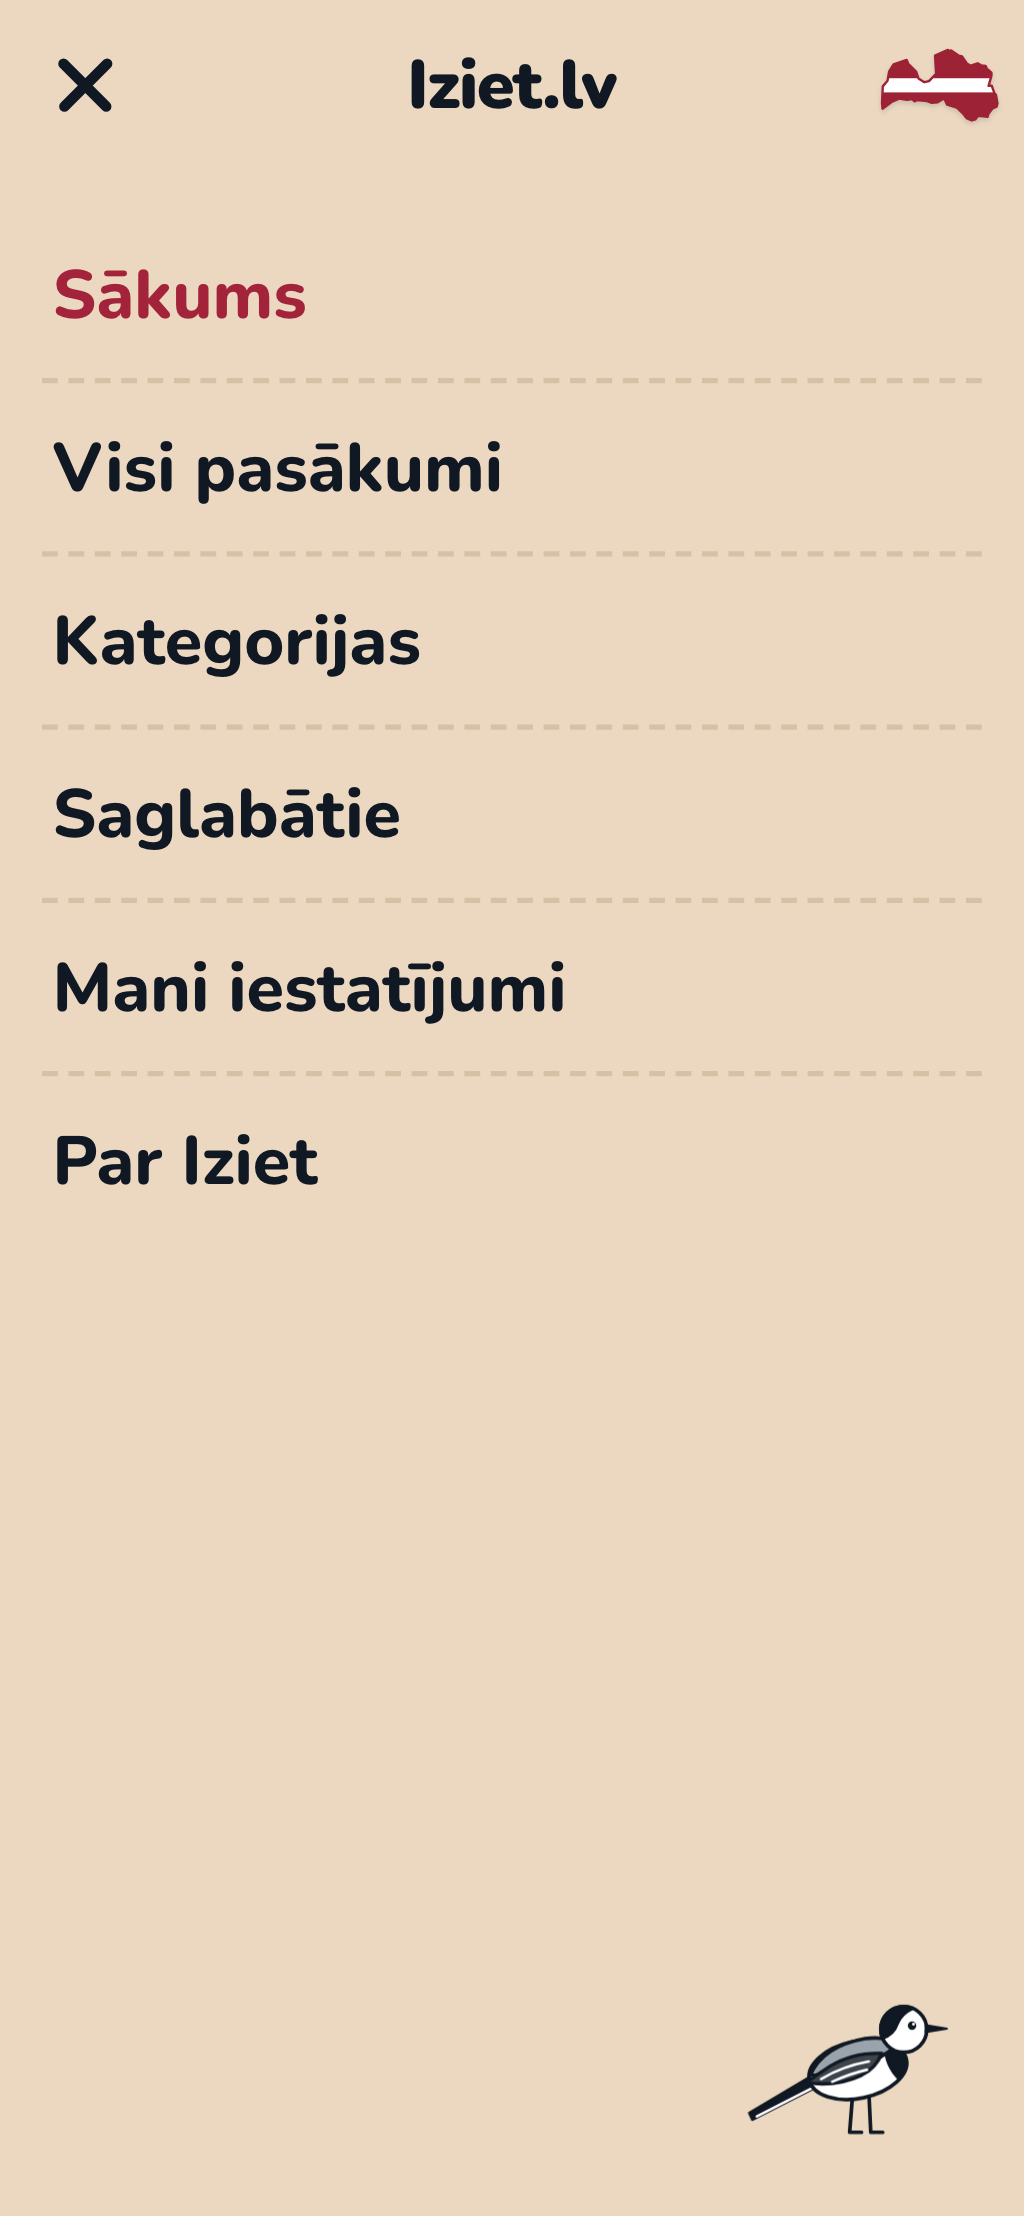 Iziet.lv
Sākums
Visi pasākumi
Kategorijas
Saglabātie
Mani iestatījumi
Par Iziet